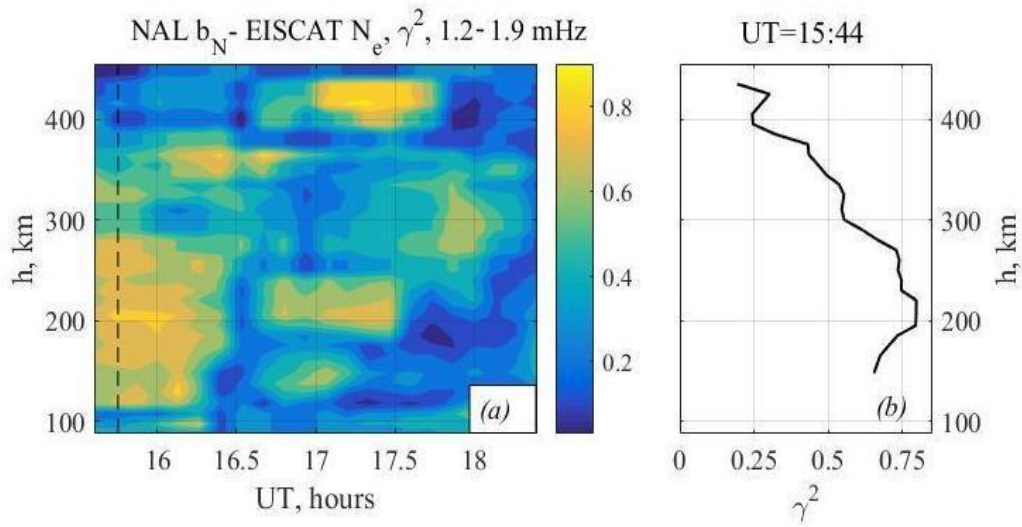 NAL b_N - EISCAT N_e, γ², 1.2-1.9 mHz
UT=15:44
400
300
200
100
h, km
16
16.5
17
17.5
18
UT, hours
(a)
0.8
0.6
0.4
0.2
400
300
200
100
h, km
0
0.25
0.5
0.75
γ²
(b)